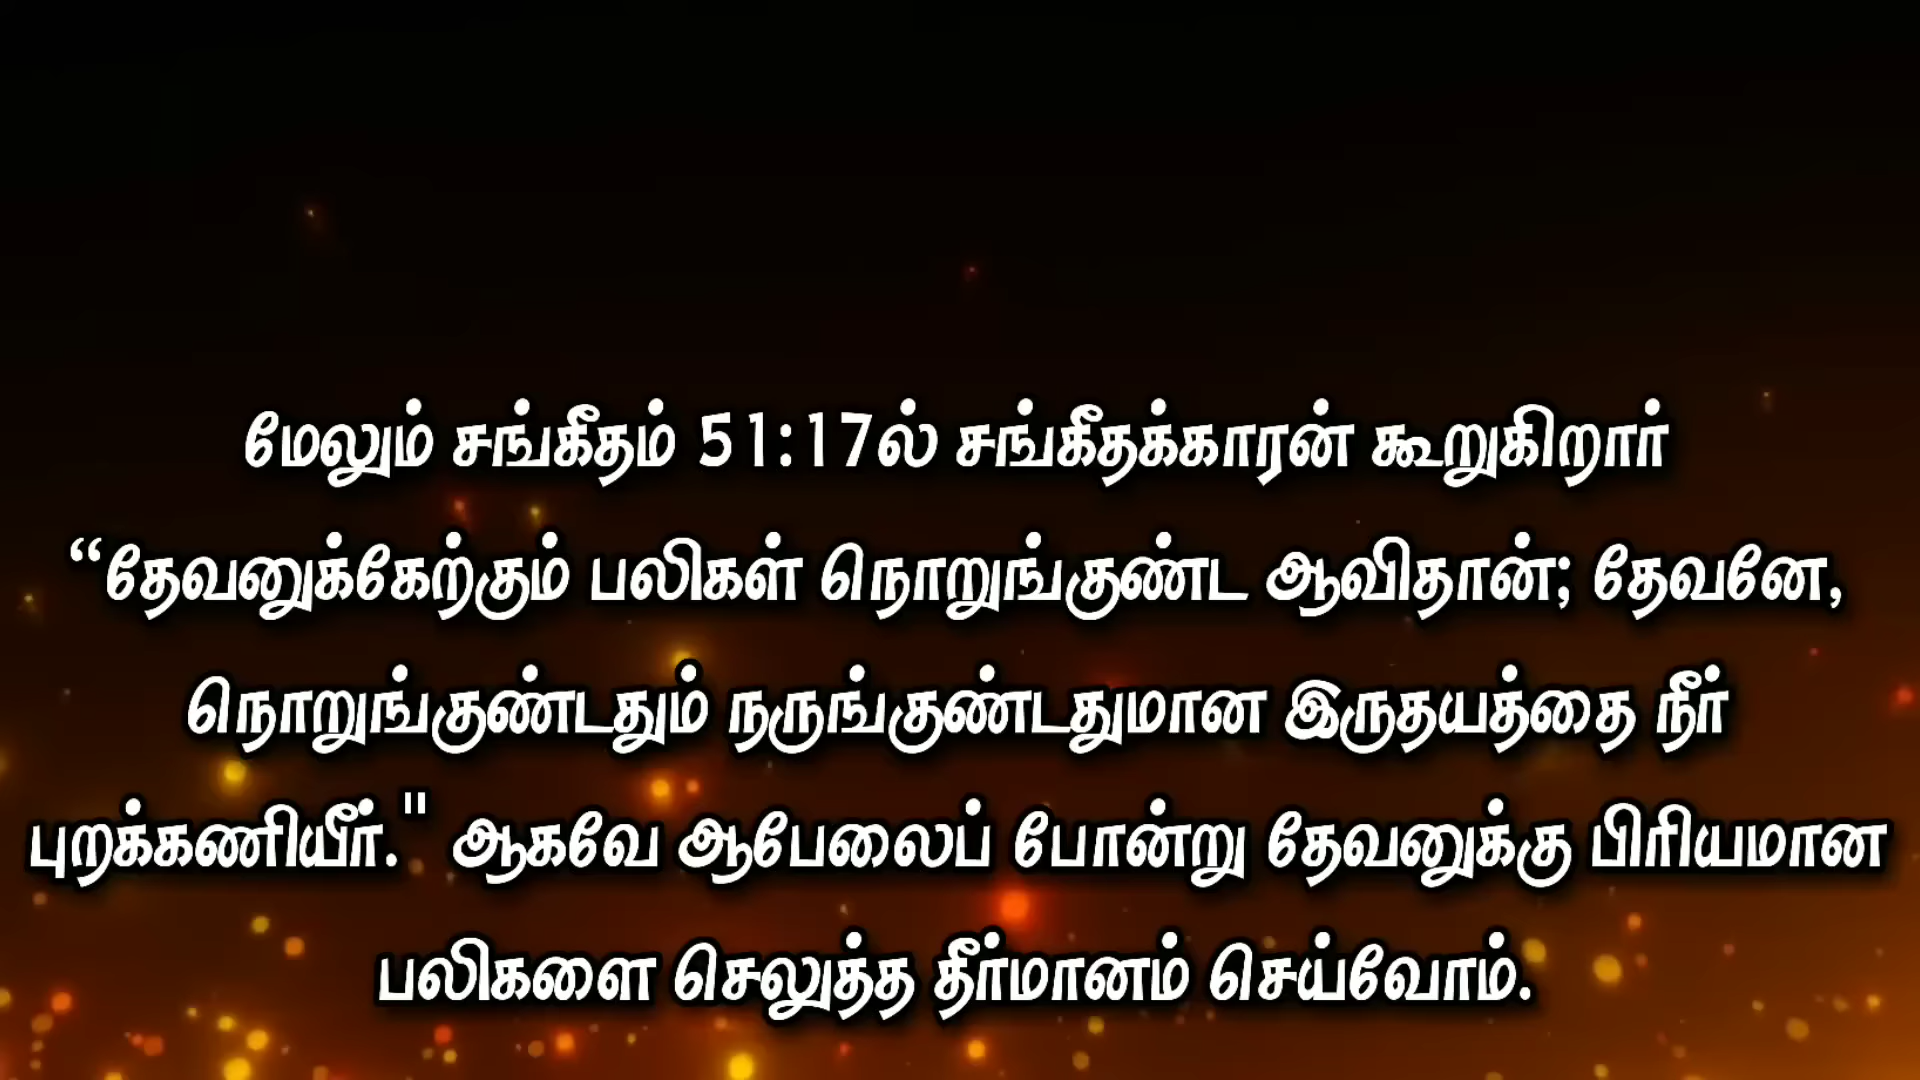 மேலும் சங்கீதம் 51:17ல் சங்கீதக்காரன் கூறுகிறார்
“தேவனுக்கேற்கும் பலிகள் நொறுங்குண்ட ஆவிதான்; தேவனே,
நொறுங்குண்டதும் நருங்குண்டதுமான இருதயத்தை நீர்
புறக்கணியீர்." ஆகவே ஆபேலைப் போன்று தேவனுக்கு பிரியமான
பலிகளை செலுத்த தீர்மானம் செய்வோம்.